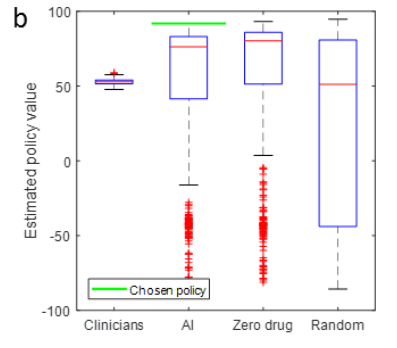 b
100
50
0
-50
-100
Estimated policy value
Chosen policy
Clinicians AI Zero drug Random